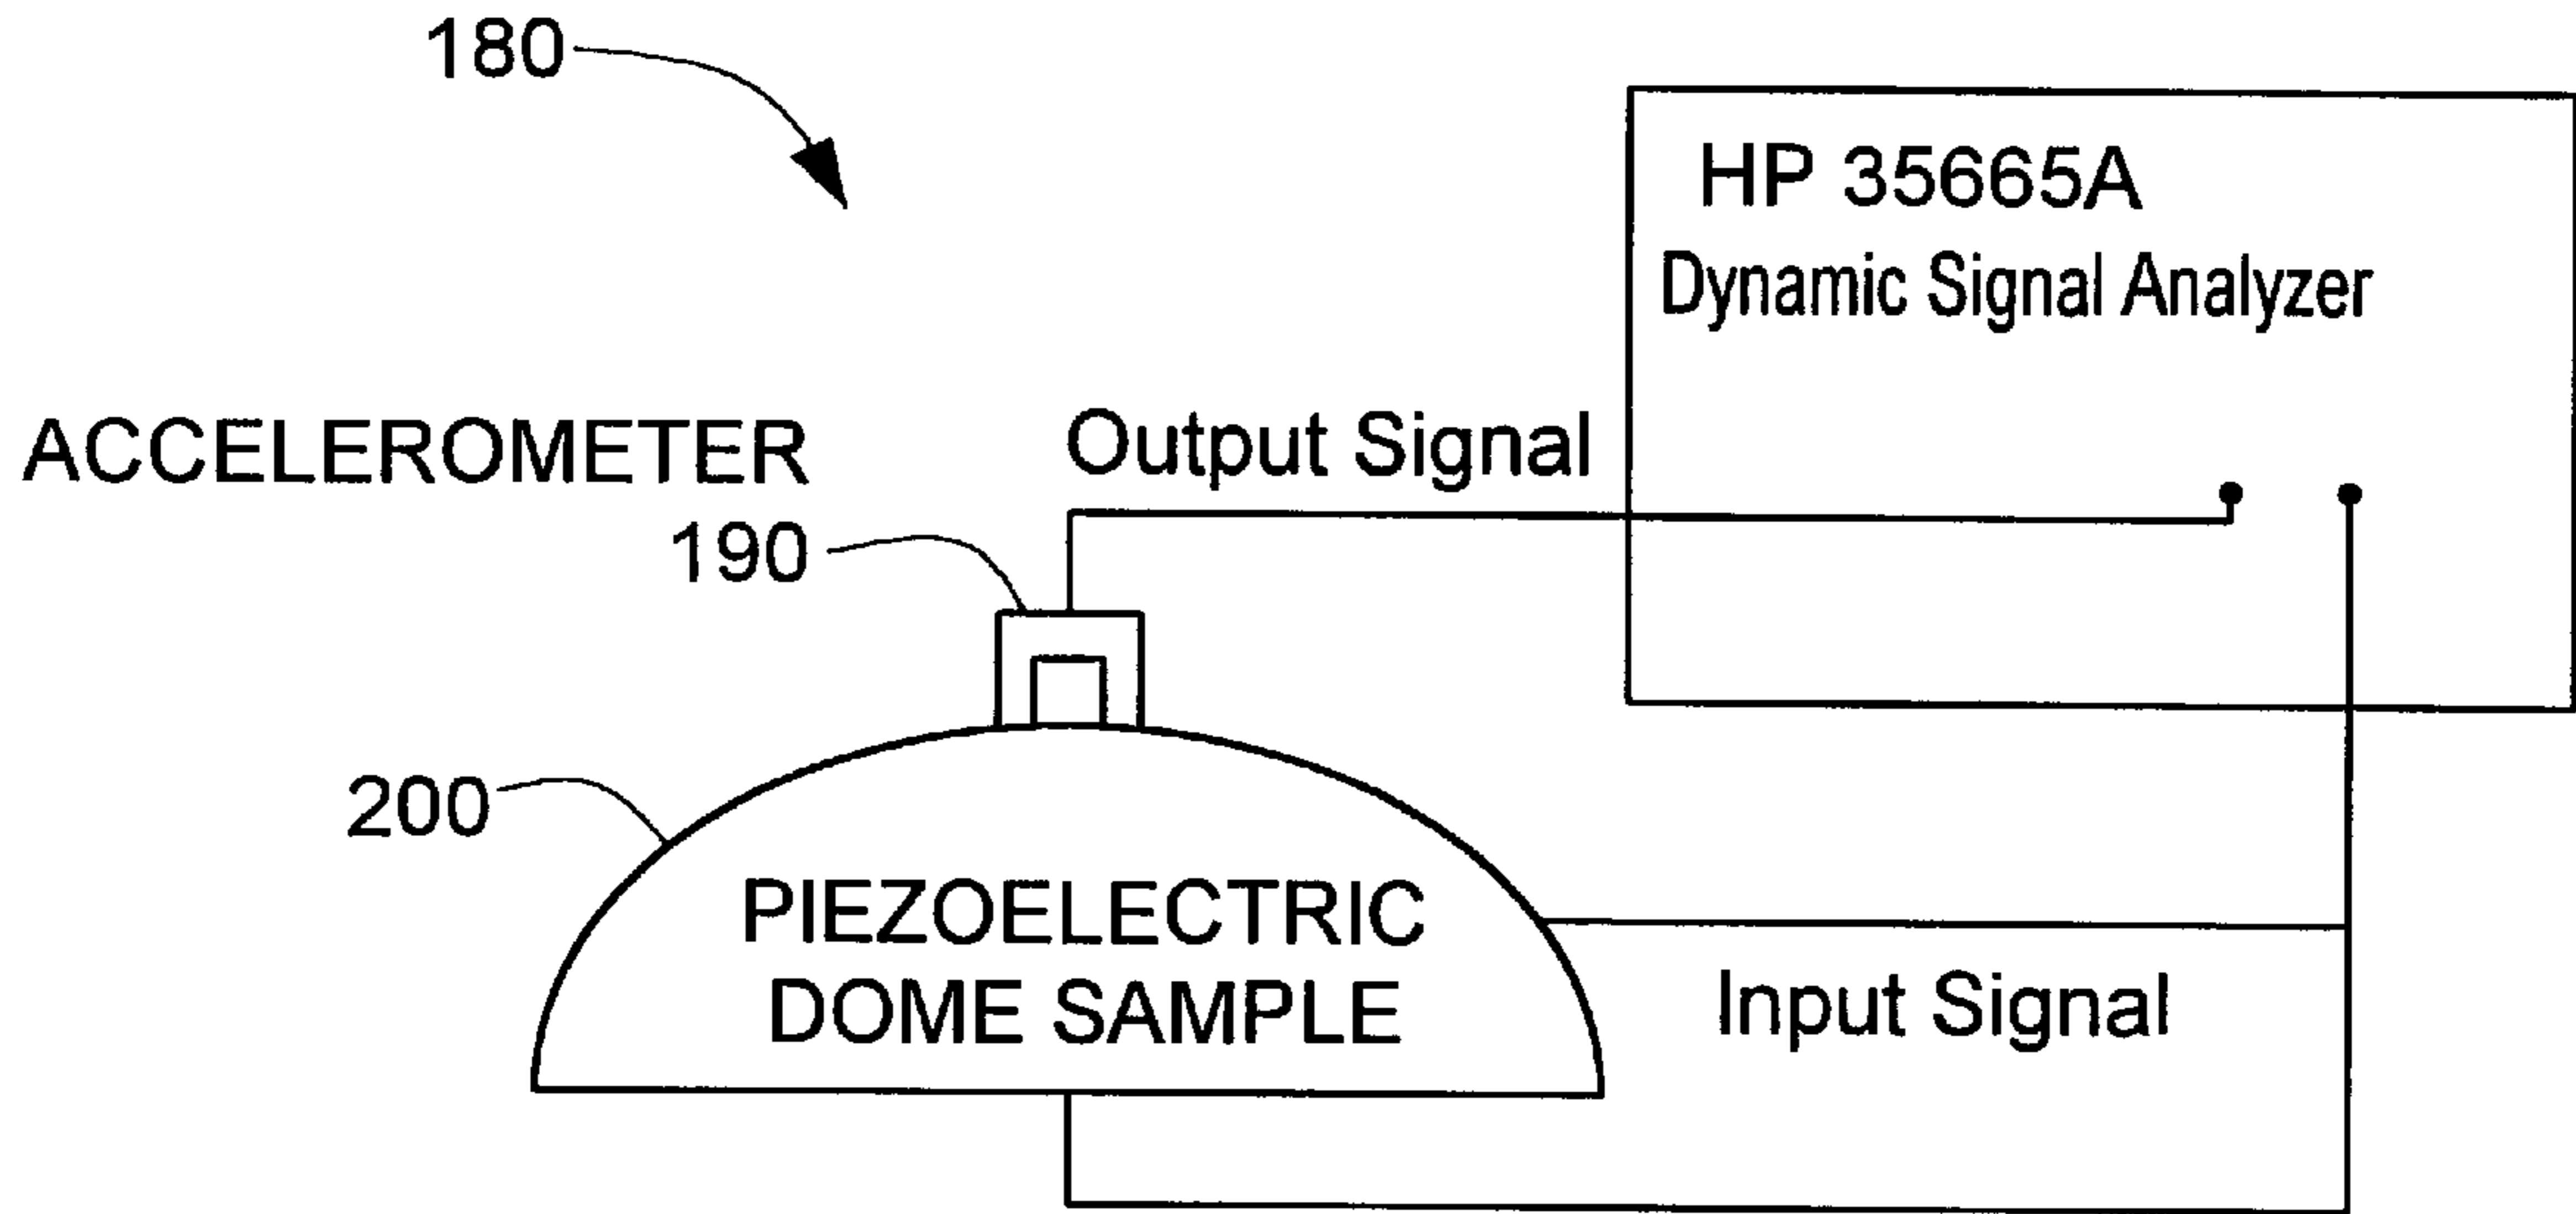 180
HP 35665A
Dynamic Signal Analyzer
ACCELEROMETER
Output Signal
190
200
PIEZOELECTRIC
DOME SAMPLE
Input Signal